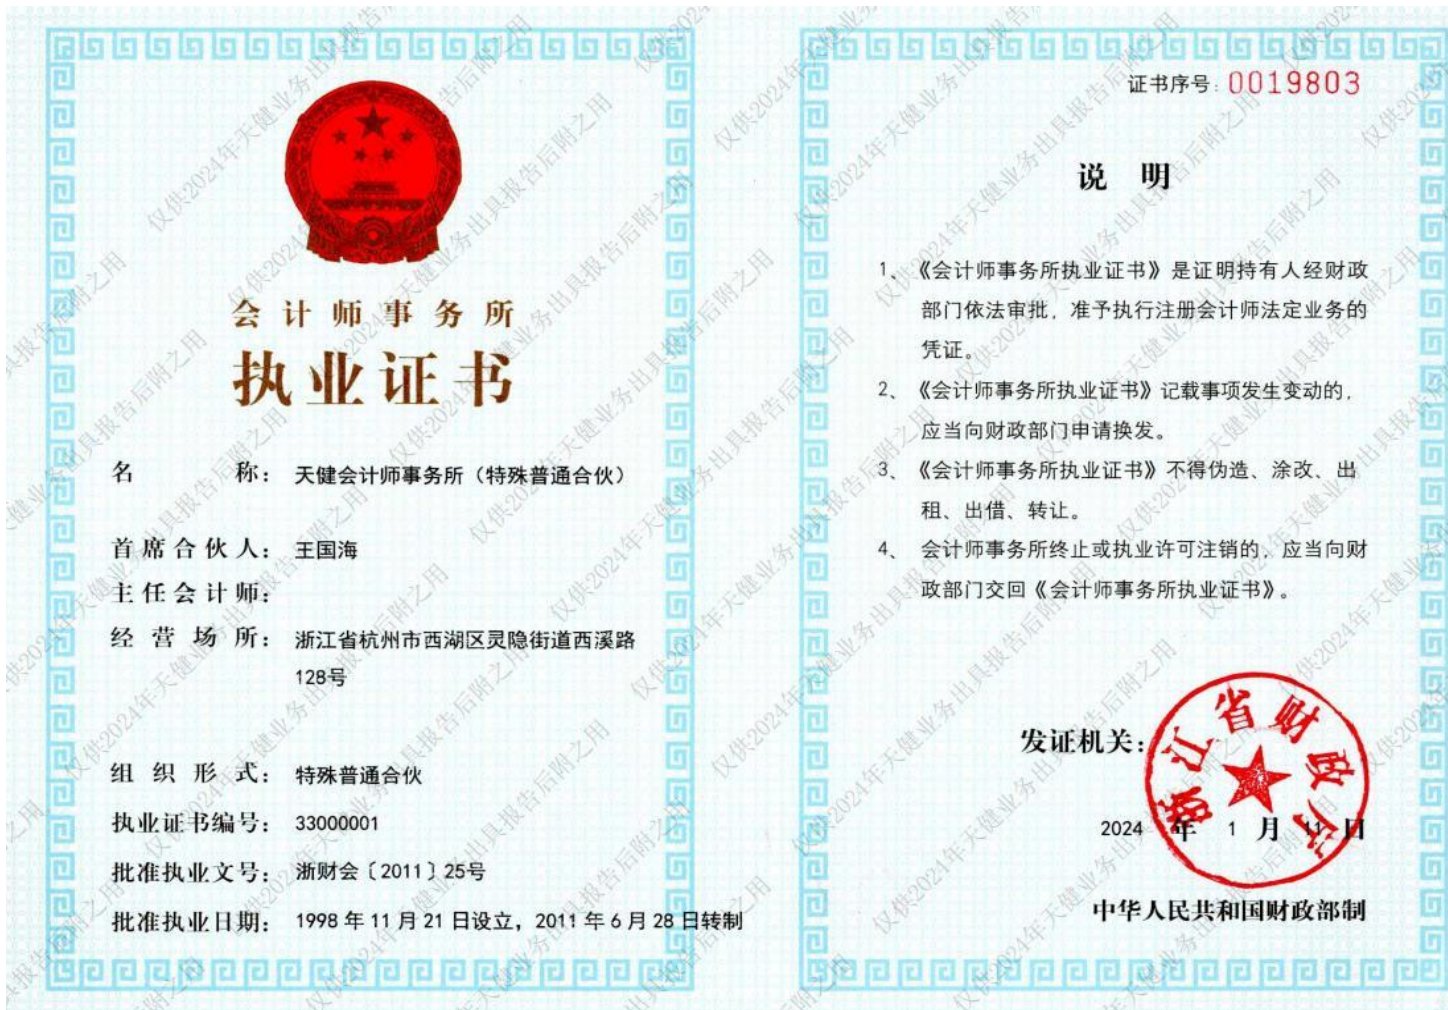 会计师事务所
执业证书
名称：天健会计师事务所（特殊普通合伙）
首席合伙人：王国海
主任会计师：
经营场所：浙江省杭州市西湖区灵隐街道西溪路
128号
组织形式：特殊普通合伙
执业证书编号：33000001
批准执业文号：浙财会〔2011〕25号
批准执业日期：1998年11月21日设立，2011年6月28日转制
证书序号：0019803
说明
1、《会计师事务所执业证书》是证明持有人经财政
部门依法审批，准予执行注册会计师法定业务的
凭证。
2、《会计师事务所执业证书》记载事项发生变动的，
应当向财政部门申请换发。
3、《会计师事务所执业证书》不得伪造、涂改、出
租、出借、转让。
4、会计师事务所终止或执业许可注销的，应当向财
政部门交回《会计师事务所执业证书》。
发证机关：
浙江省财政厅
2024年1月11日
中华人民共和国财政部制
仅供2024年天健业务出具报告后附之用